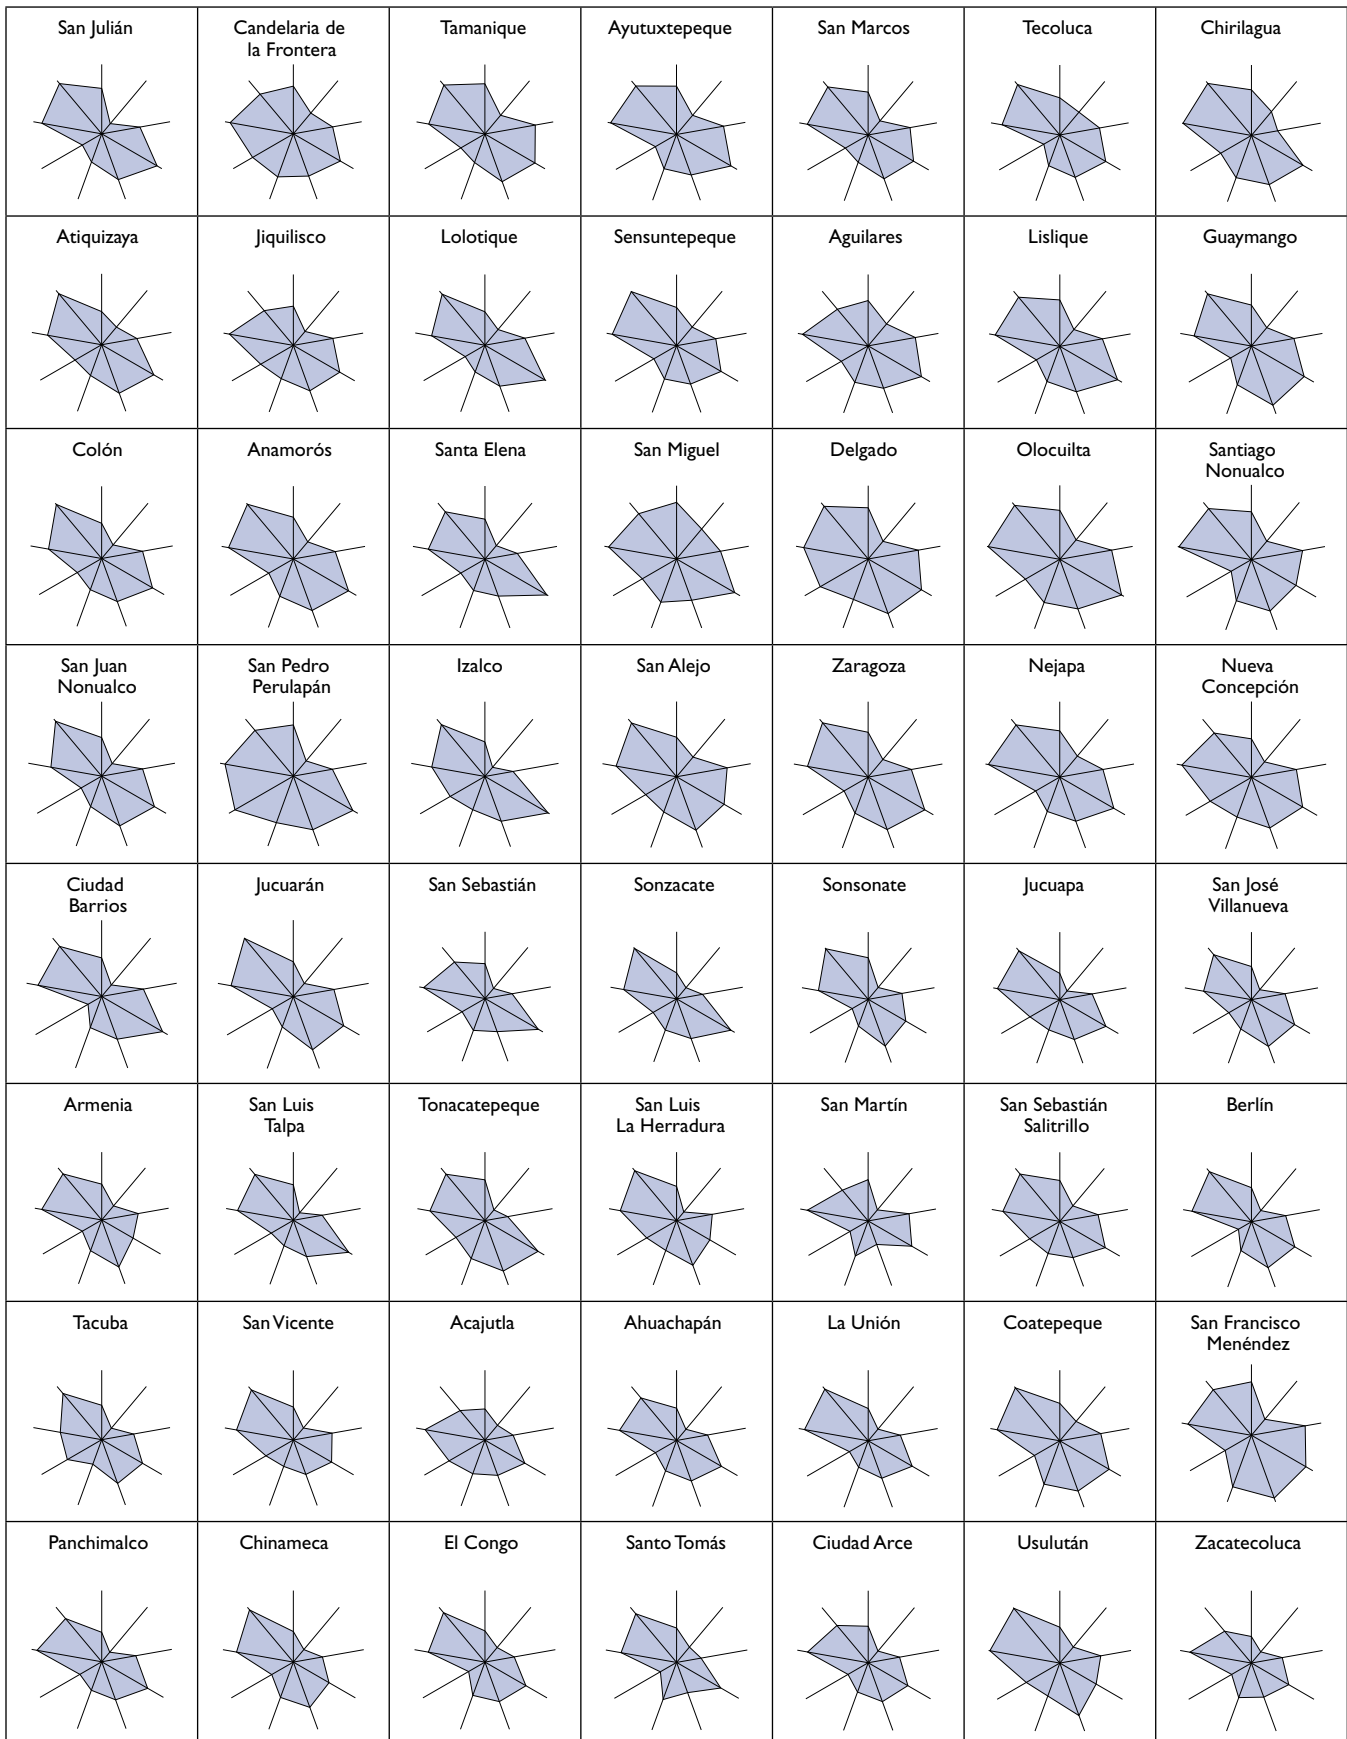 San Julián
Candelaria de
la Frontera
Tamanique
Ayutuxtepeque
San Marcos
Tecoluca
Chirilagua
Atiquizaya
Jiquilisco
Lolotique
Sensuntepeque
Aguilares
Lislique
Guaymango
Colón
Anamorós
Santa Elena
San Miguel
Delgado
Olocuilta
Santiago
Nonualco
San Juan
Nonualco
San Pedro
Perulapán
Izalco
San Alejo
Zaragoza
Nejapa
Nueva
Concepción
Ciudad
Barrios
Jucuarán
San Sebastián
Sonzacate
Sonsonate
Jucuapa
San José
Villanueva
Armenia
San Luis
Talpa
Tonacatepeque
San Luis
La Herradura
San Martín
San Sebastián
Salitrillo
Berlín
Tacuba
San Vicente
Acajutla
Ahuachapán
La Unión
Coatepeque
San Francisco
Menéndez
Panchimalco
Chinameca
El Congo
Santo Tomás
Ciudad Arce
Usulután
Zacatecoluca